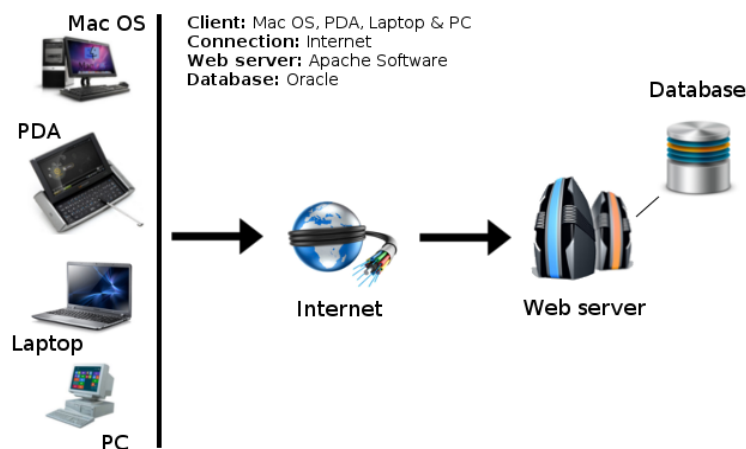 Mac OS
Client: Mac OS, PDA, Laptop & PC
Connection: Internet
Web server: Apache Software
Database: Oracle
Database
PDA
Internet
Web server
Laptop
PC